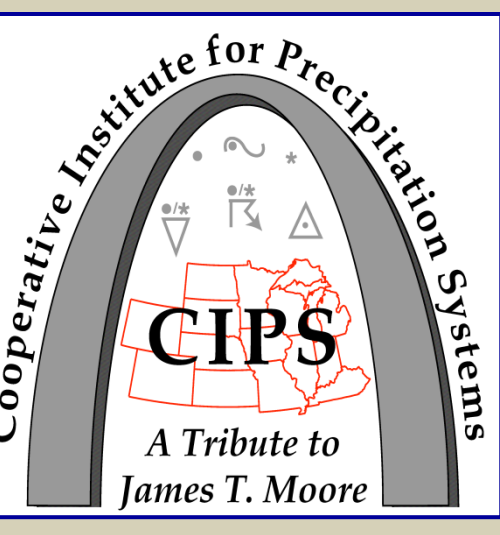 Cooperative Institute for Precipitation Systems
CIPS
A Tribute to
James T. Moore